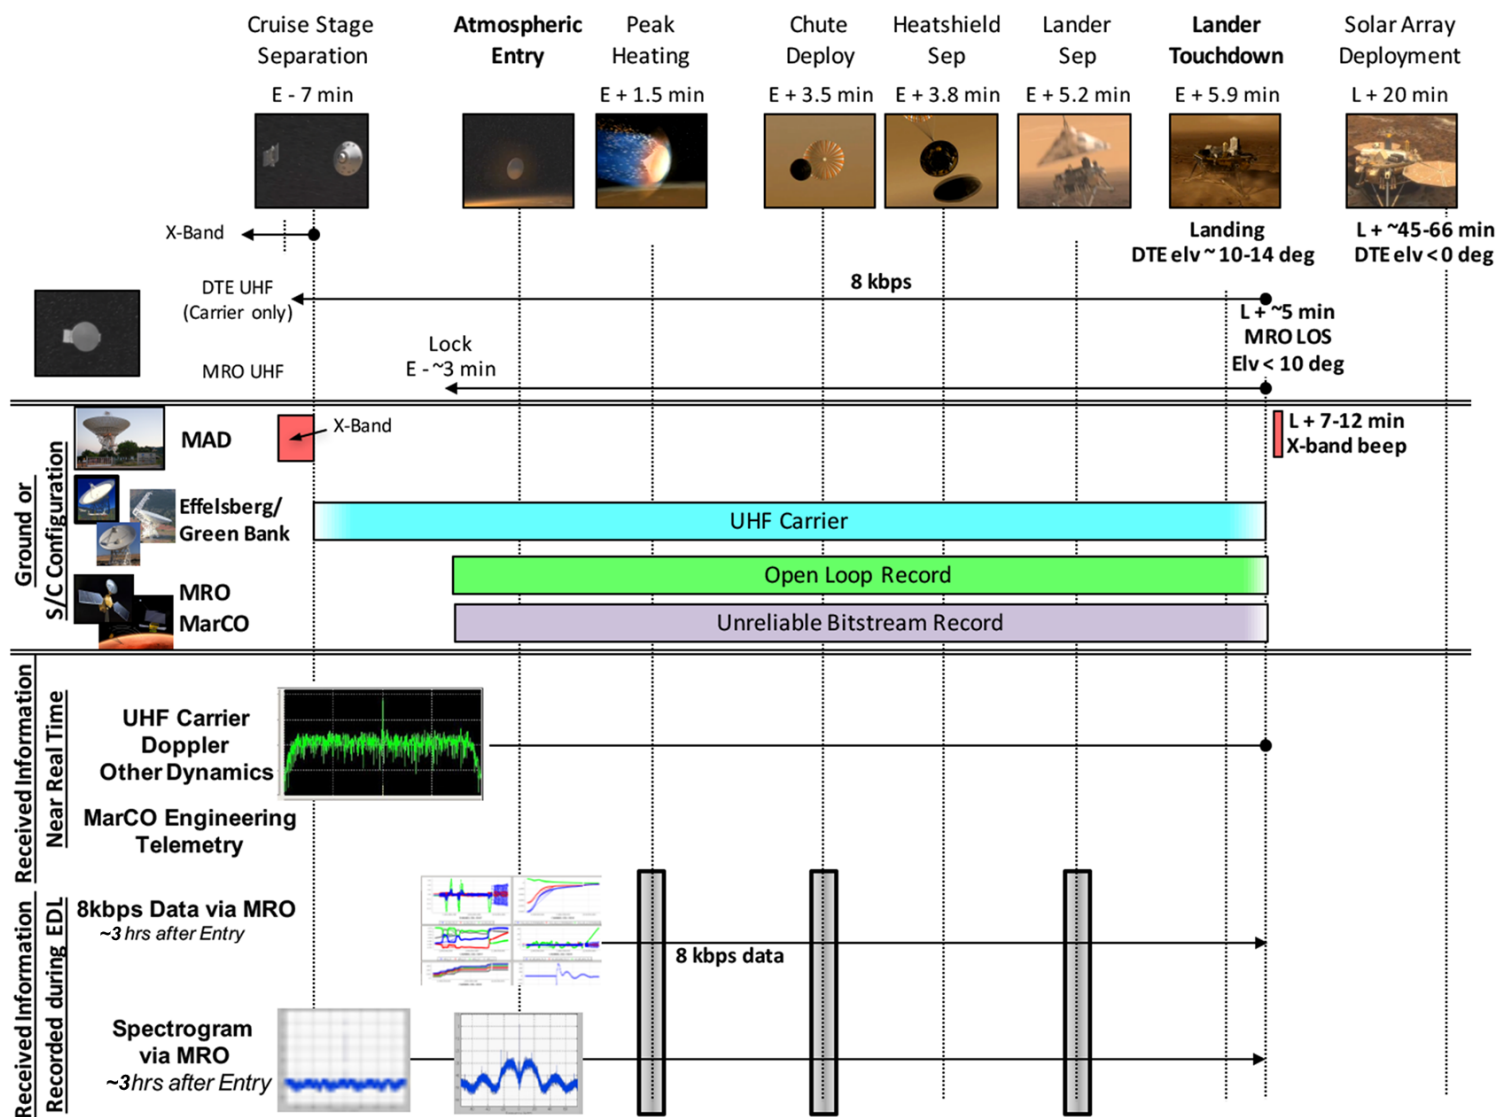 Cruise Stage
Separation
E - 7 min
Atmospheric
Entry
Peak
Heating
E + 1.5 min
Chute
Deploy
E + 3.5 min
Heatshield
Sep
E + 3.8 min
Lander
Sep
E + 5.2 min
Lander
Touchdown
E + 5.9 min
Solar Array
Deployment
L + 20 min
X-Band
Landing
DTE elv ~ 10-14 deg
L + ~45-66 min
DTE elv < 0 deg
DTE UHF
(Carrier only)
8 kbps
L + ~5 min
MRO LOS
Elv < 10 deg
Lock
E - ~3 min
MRO UHF
Ground or
S/C Configuration
MAD
X-Band
L + 7-12 min
X-band beep
Effelsberg/
Green Bank
UHF Carrier
Open Loop Record
MRO
MarCO
Unreliable Bitstream Record
Received Information
Near Real Time
UHF Carrier
Doppler
Other Dynamics
MarCO Engineering
Telemetry
Received Information
Recorded during EDL
8kbps Data via MRO
~3 hrs after Entry
8 kbps data
Spectrogram
via MRO
~3hrs after Entry